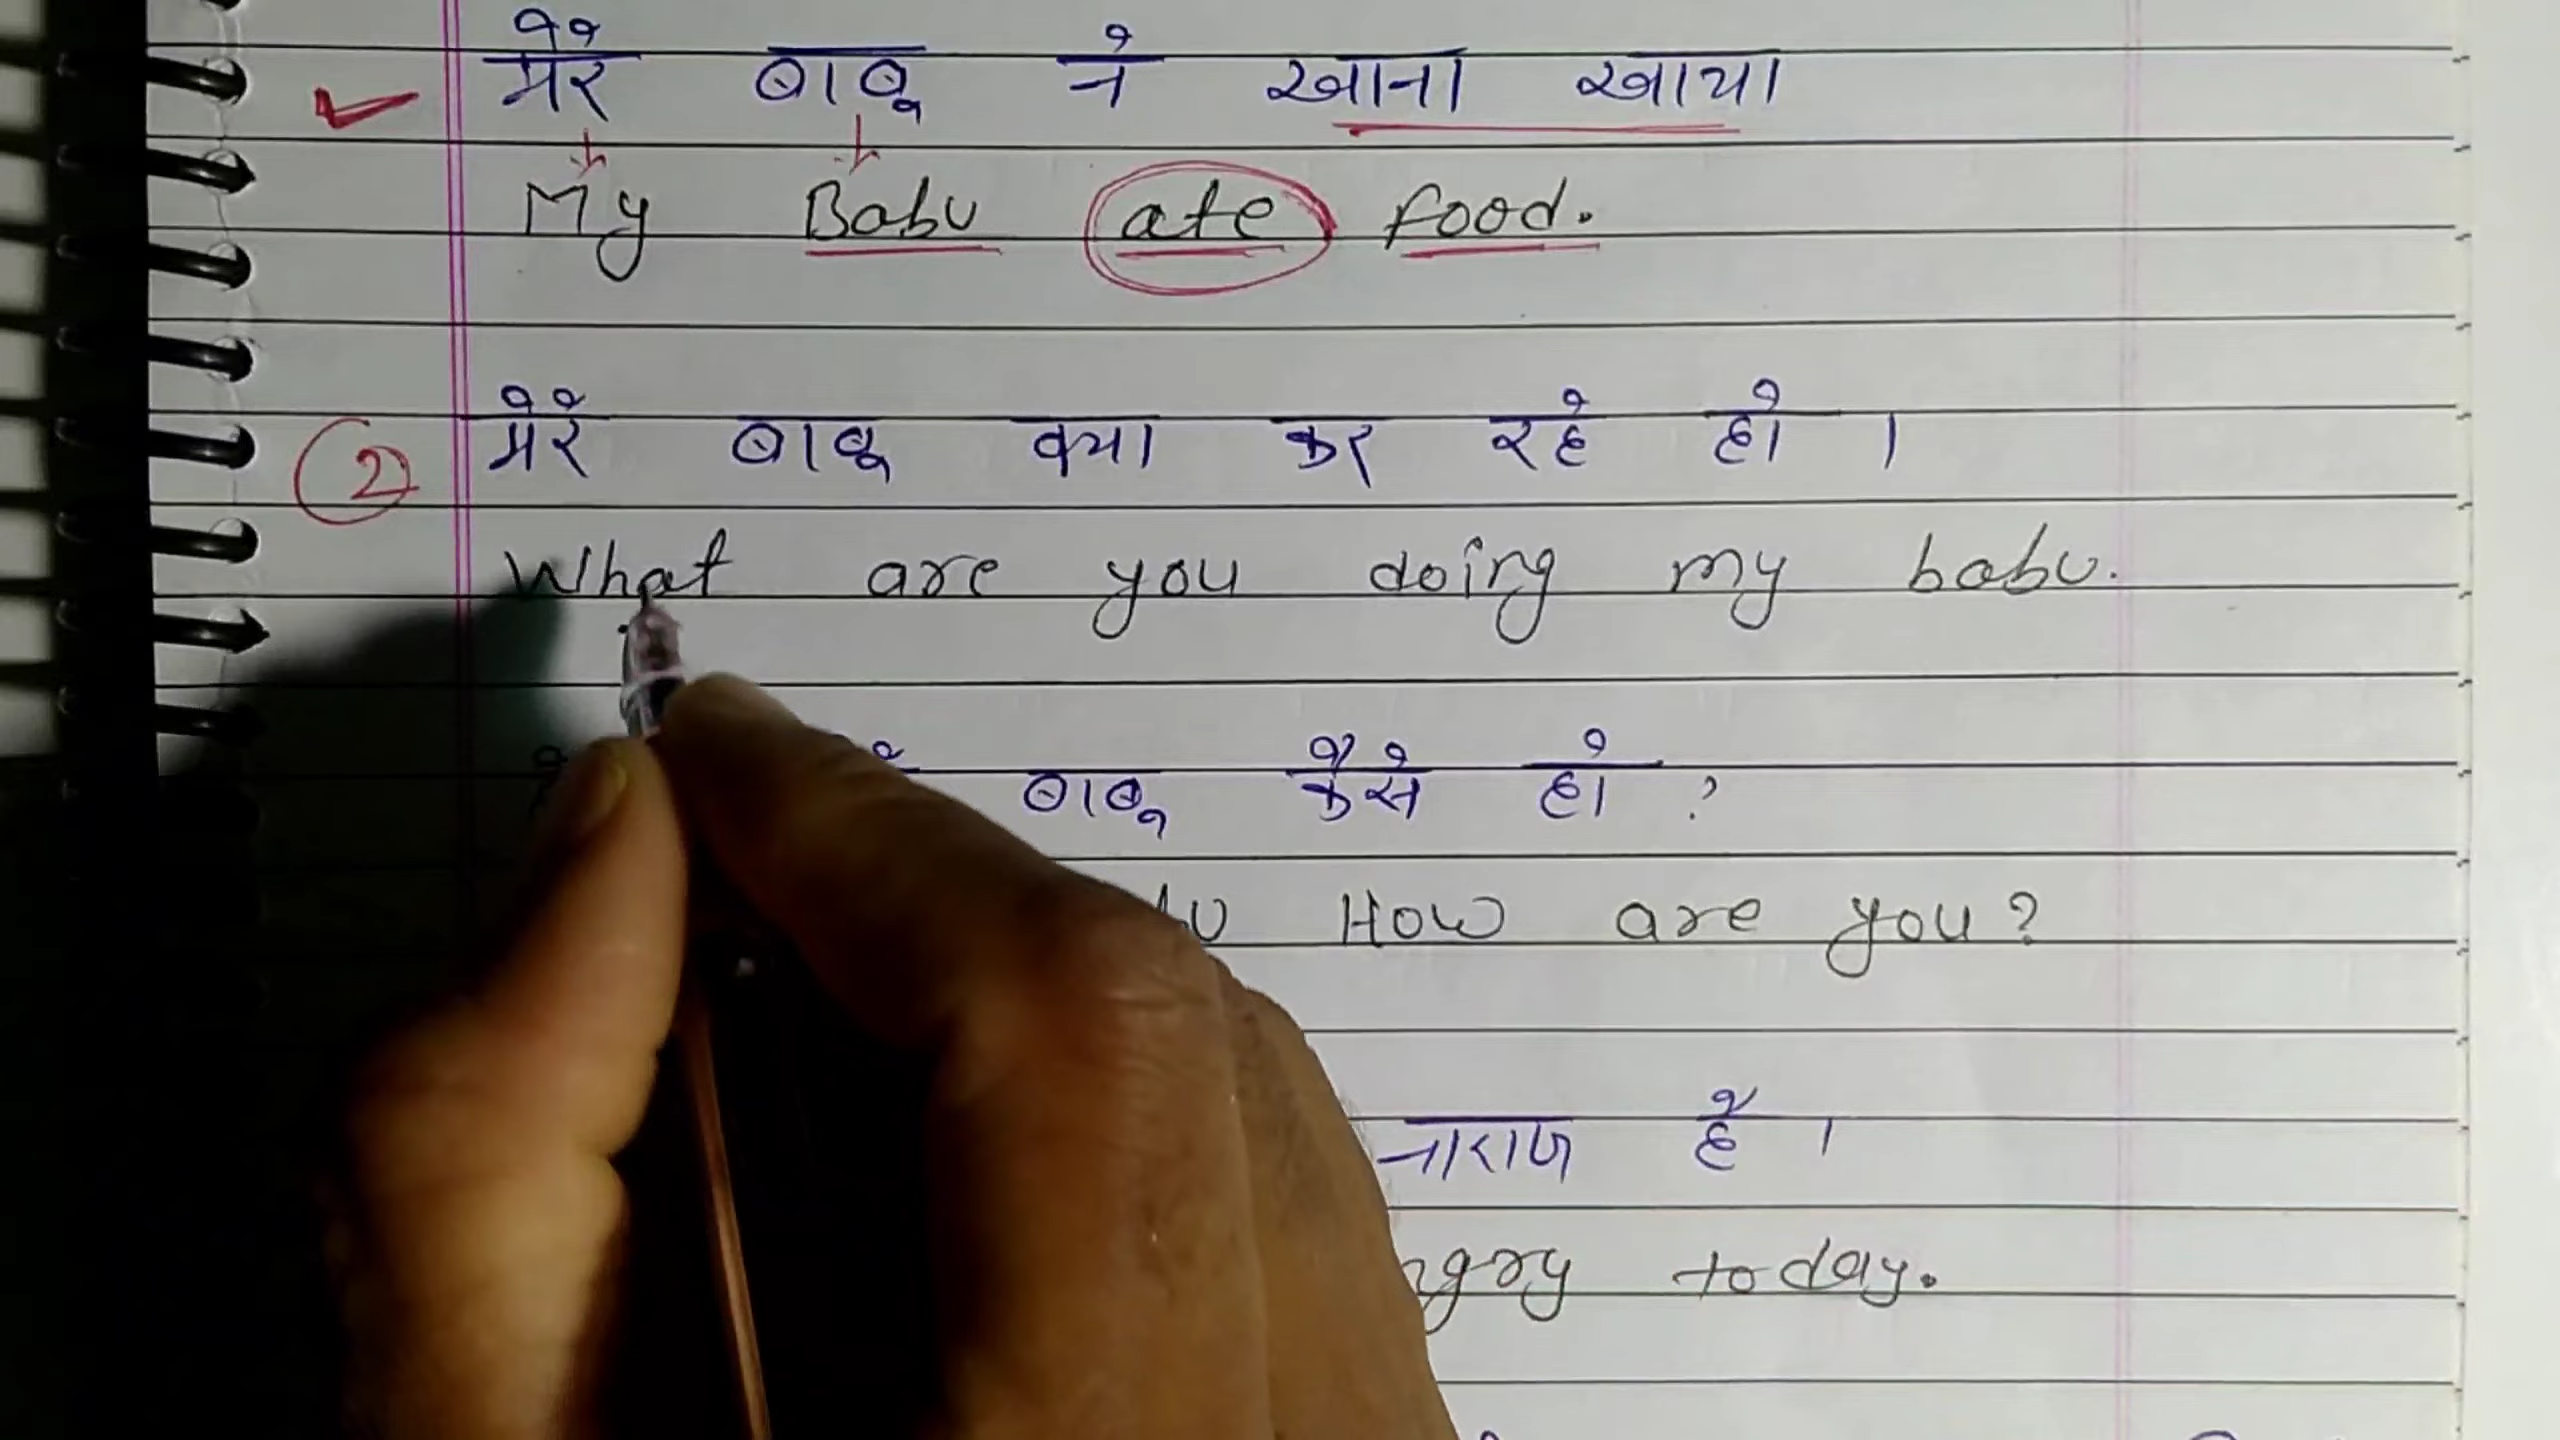 मेरे बाबू ने खाना खाया
My Babu ate food.
② मेरे बाबू क्या कर रहे हो ।
What are you doing my babu.
बाबू कैसे हो ?
How are you?
नाराज है ।
today.